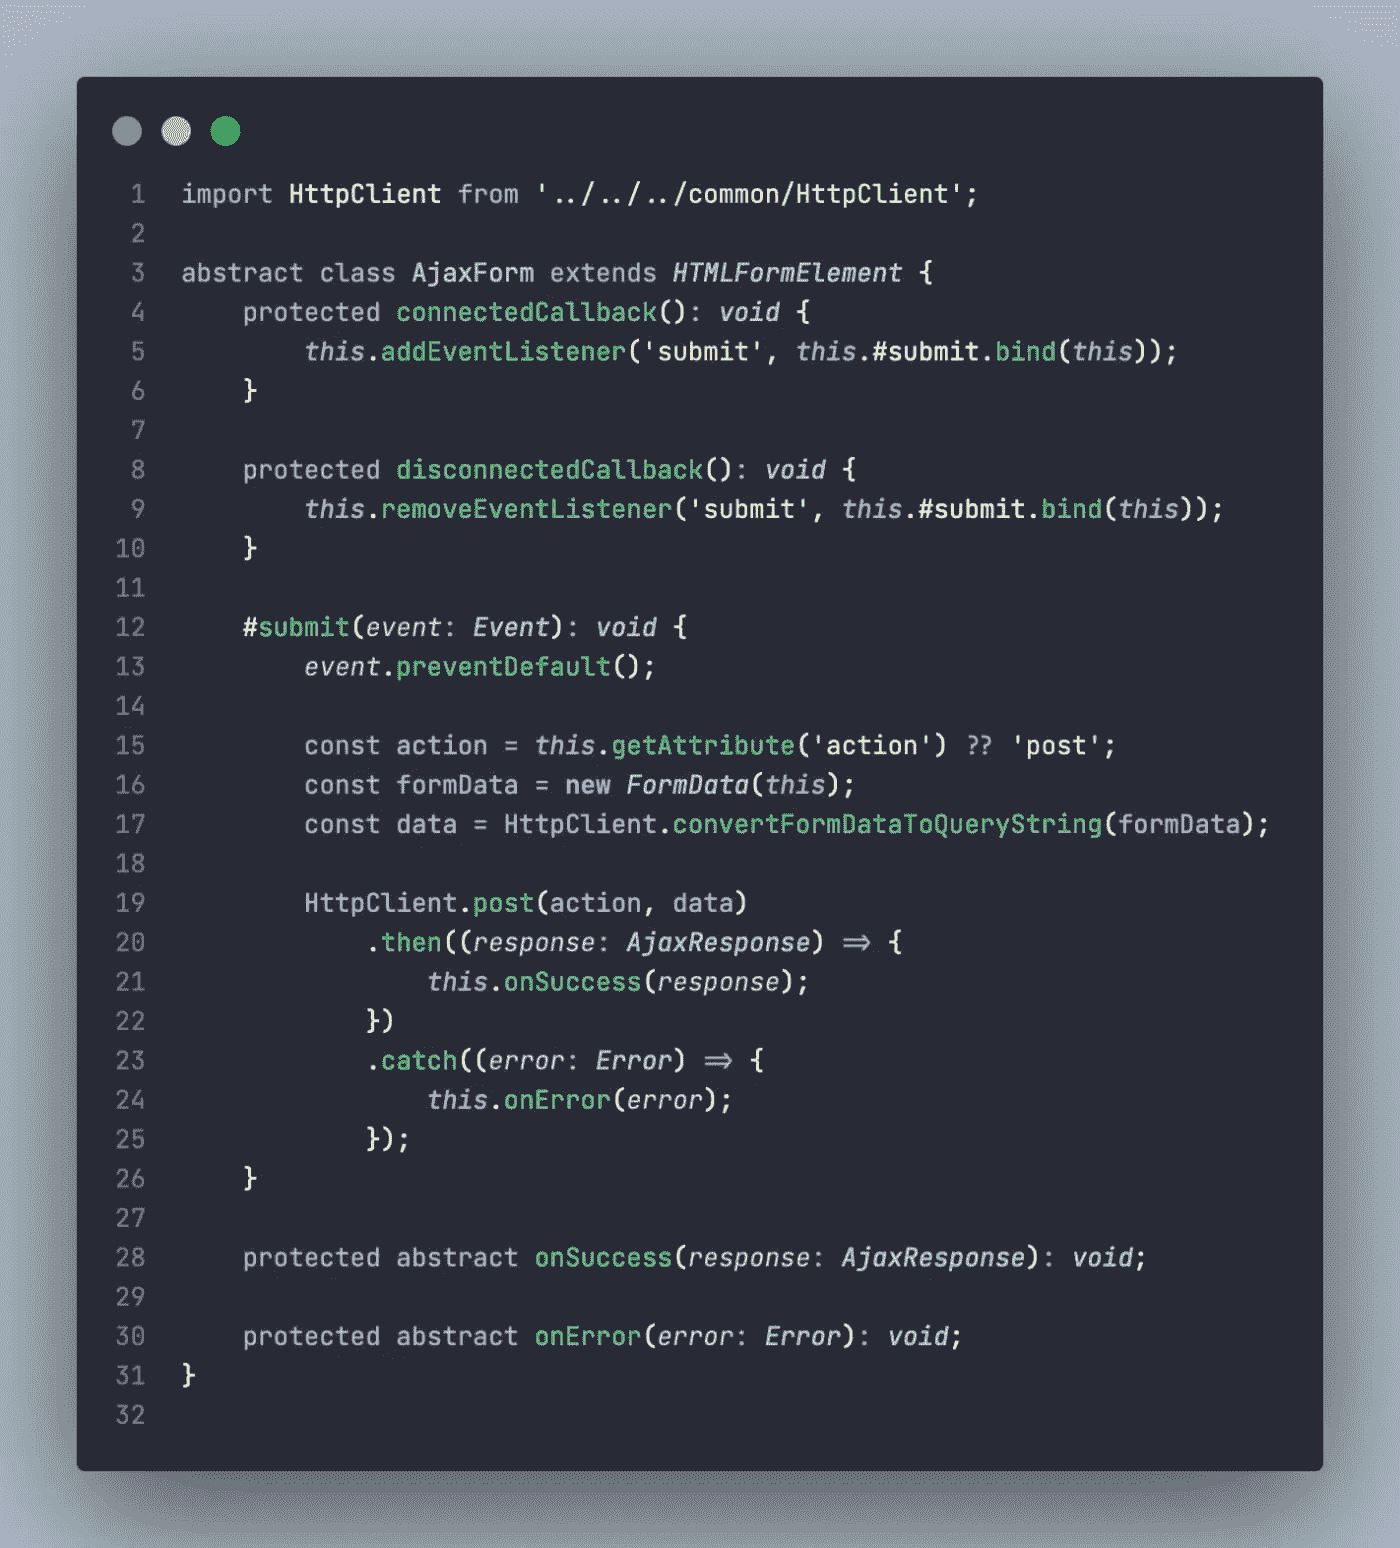 1 import HttpClient from '../../../common/HttpClient';
2
3 abstract class AjaxForm extends HTMLFormElement {
4     protected connectedCallback(): void {
5         this.addEventListener('submit', this.#submit.bind(this));
6     }
7
8     protected disconnectedCallback(): void {
9         this.removeEventListener('submit', this.#submit.bind(this));
10     }
11
12     #submit(event: Event): void {
13         event.preventDefault();
14
15         const action = this.getAttribute('action') ?? 'post';
16         const formData = new FormData(this);
17         const data = HttpClient.convertFormDataToQueryString(formData);
18
19         HttpClient.post(action, data)
20             .then((response: AjaxResponse) => {
21                 this.onSuccess(response);
22             })
23             .catch((error: Error) => {
24                 this.onError(error);
25             });
26     }
27
28     protected abstract onSuccess(response: AjaxResponse): void;
29
30     protected abstract onError(error: Error): void;
31 }
32